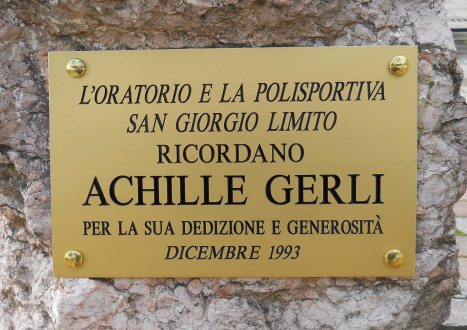 L'ORATORIO E LA POLISPORTIVA
SAN GIORGIO LIMITO
RICORDANO
ACHILLE GERLI
PER LA SUA DEDIZIONE E GENEROSITÀ
DICEMBRE 1993